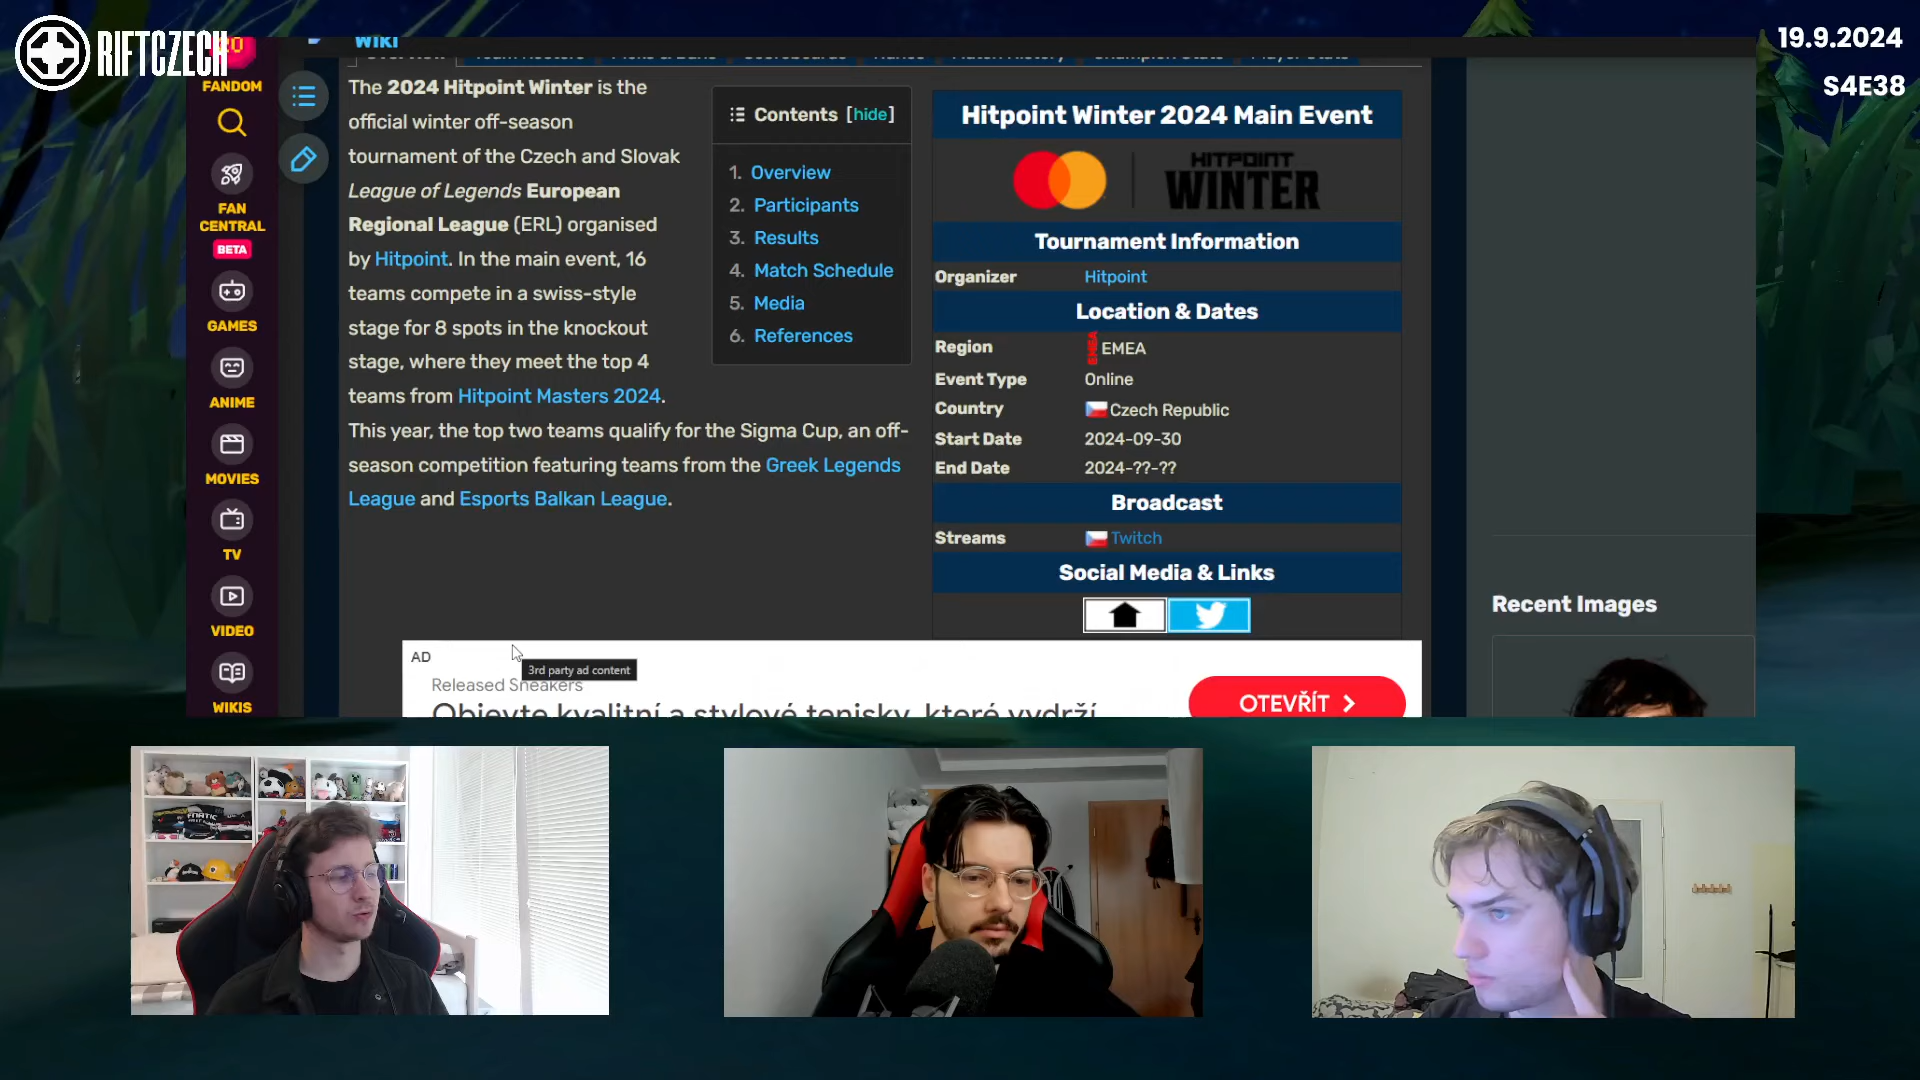 RIFTCZECH
19.9.2024
S4E38
Wiki
FANDOM
FAN
CENTRAL
BETA
GAMES
ANIME
MOVIES
TV
VIDEO
WIKIS
The 2024 Hitpoint Winter is the
official winter off-season
tournament of the Czech and Slovak
League of Legends European
Regional League (ERL) organised
by Hitpoint. In the main event, 16
teams compete in a swiss-style
stage for 8 spots in the knockout
stage, where they meet the top 4
teams from Hitpoint Masters 2024.
This year, the top two teams qualify for the Sigma Cup, an off-
season competition featuring teams from the Greek Legends
League and Esports Balkan League.
Contents [hide]
1. Overview
2. Participants
3. Results
4. Match Schedule
5. Media
6. References
Hitpoint Winter 2024 Main Event
HITPOINT
WINTER
Tournament Information
Organizer Hitpoint
Location & Dates
Region EMEA EMEA
Event Type Online
Country Czech Republic
Start Date 2024-09-30
End Date 2024-??-??
Broadcast
Streams Twitch
Social Media & Links
Recent Images
AD
3rd party ad content
Released Sneakers
Objevte kvalitní a stylové tenisky, které vydrží
OTEVŘÍT
FNATIC